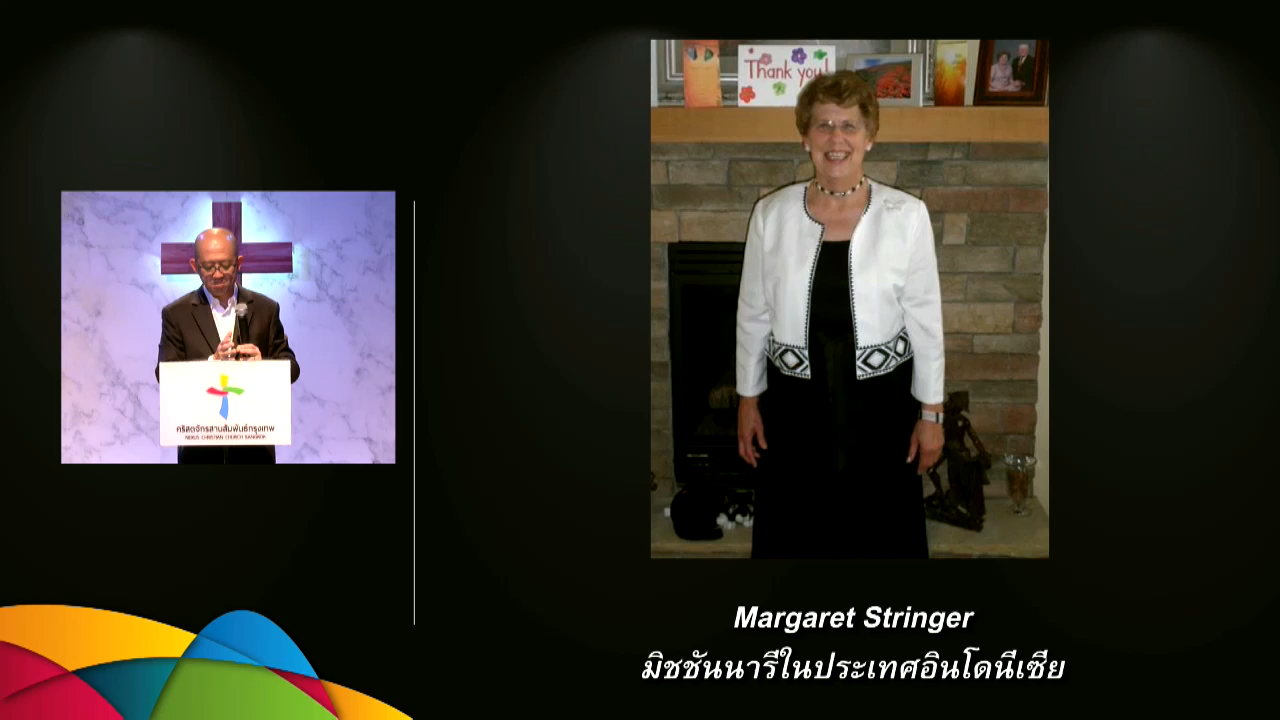 Thank you!
คริสตจักรสานสัมพันธ์กรุงเทพ
NEXUS CHRISTIAN CHURCH BANGKOK
Margaret Stringer
มิชชันนารีในประเทศอินโดนีเซีย